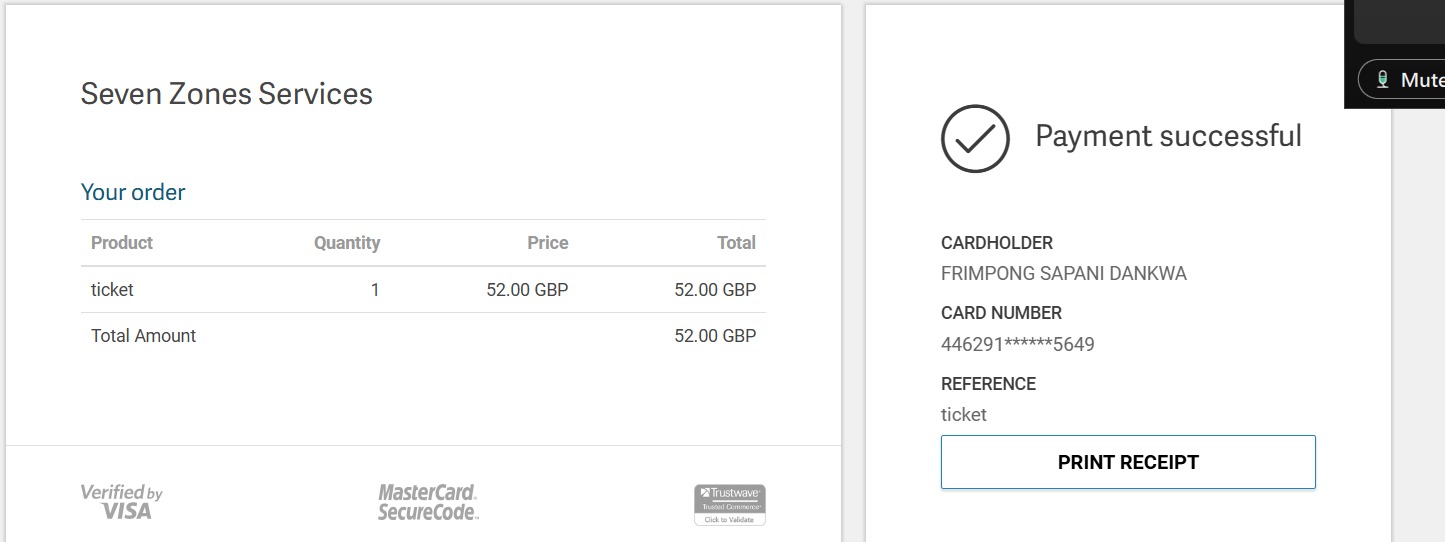 Seven Zones Services
Your order
Product Quantity Price Total
ticket 1 52.00 GBP 52.00 GBP
Total Amount 52.00 GBP
Verified by
VISA
MasterCard.
SecureCode™
Trustwave®
Trusted Commerce™
Click to Validate
Mute
Payment successful
CARDHOLDER
FRIMPONG SAPANI DANKWA
CARD NUMBER
446291******5649
REFERENCE
ticket
PRINT RECEIPT